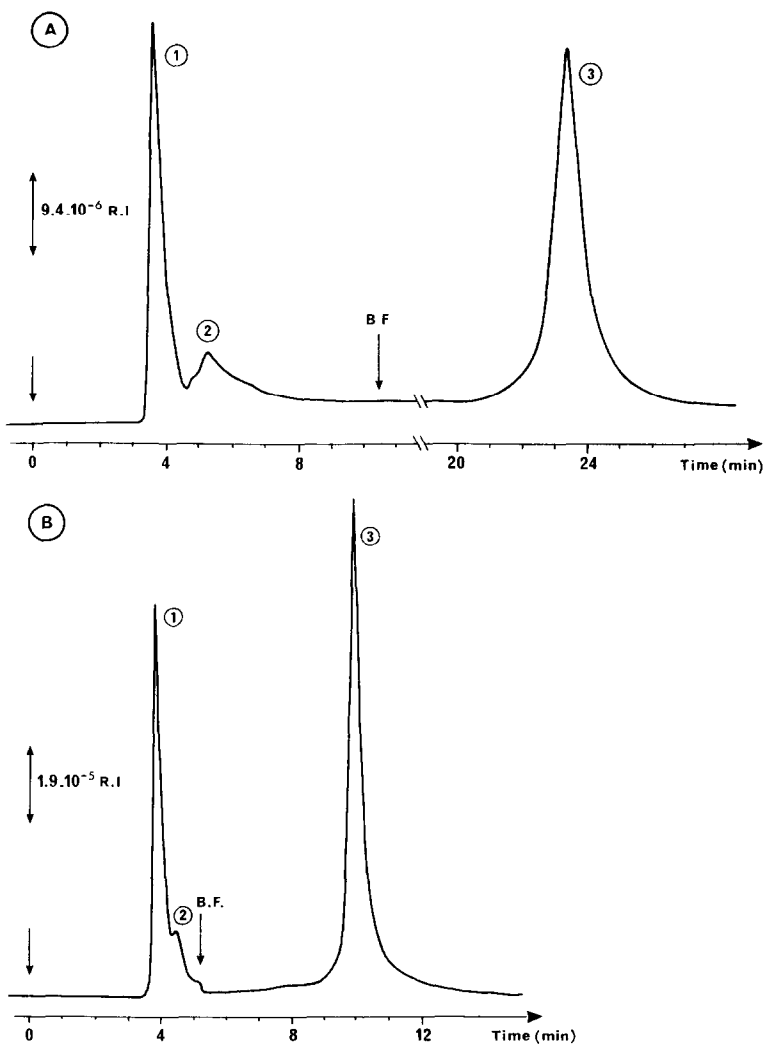 A
1
3
9.4.10⁻⁶ R.I
2
B F
0 4 8 20 24
Time (min)
B
1
3
1.9.10⁻⁵ R.I
2
B.F.
0 4 8 12
Time (min)